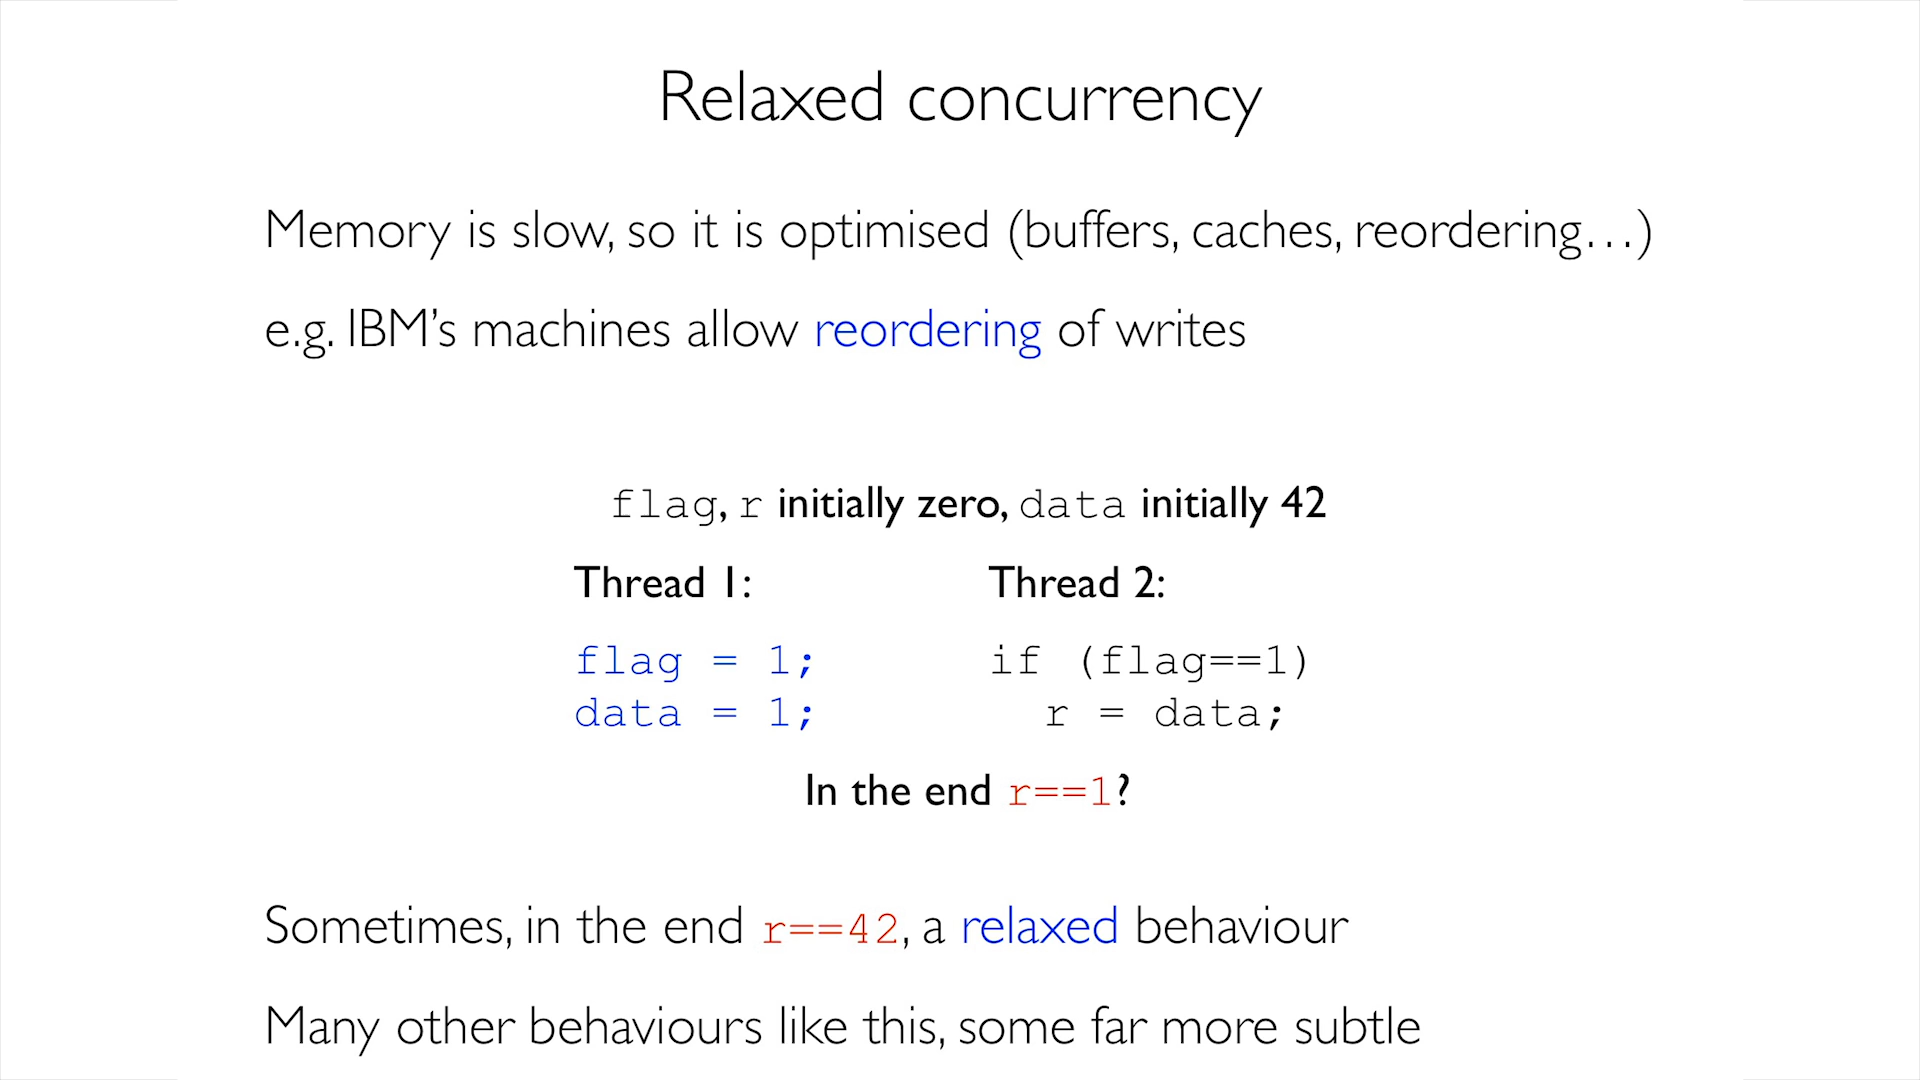 Relaxed concurrency
Memory is slow, so it is optimised (buffers, caches, reordering…)
e.g. IBM's machines allow reordering of writes
flag, r initially zero, data initially 42
Thread 1: Thread 2:
flag = 1; if (flag==1)
data = 1; r = data;
In the end r==1?
Sometimes, in the end r==42, a relaxed behaviour
Many other behaviours like this, some far more subtle